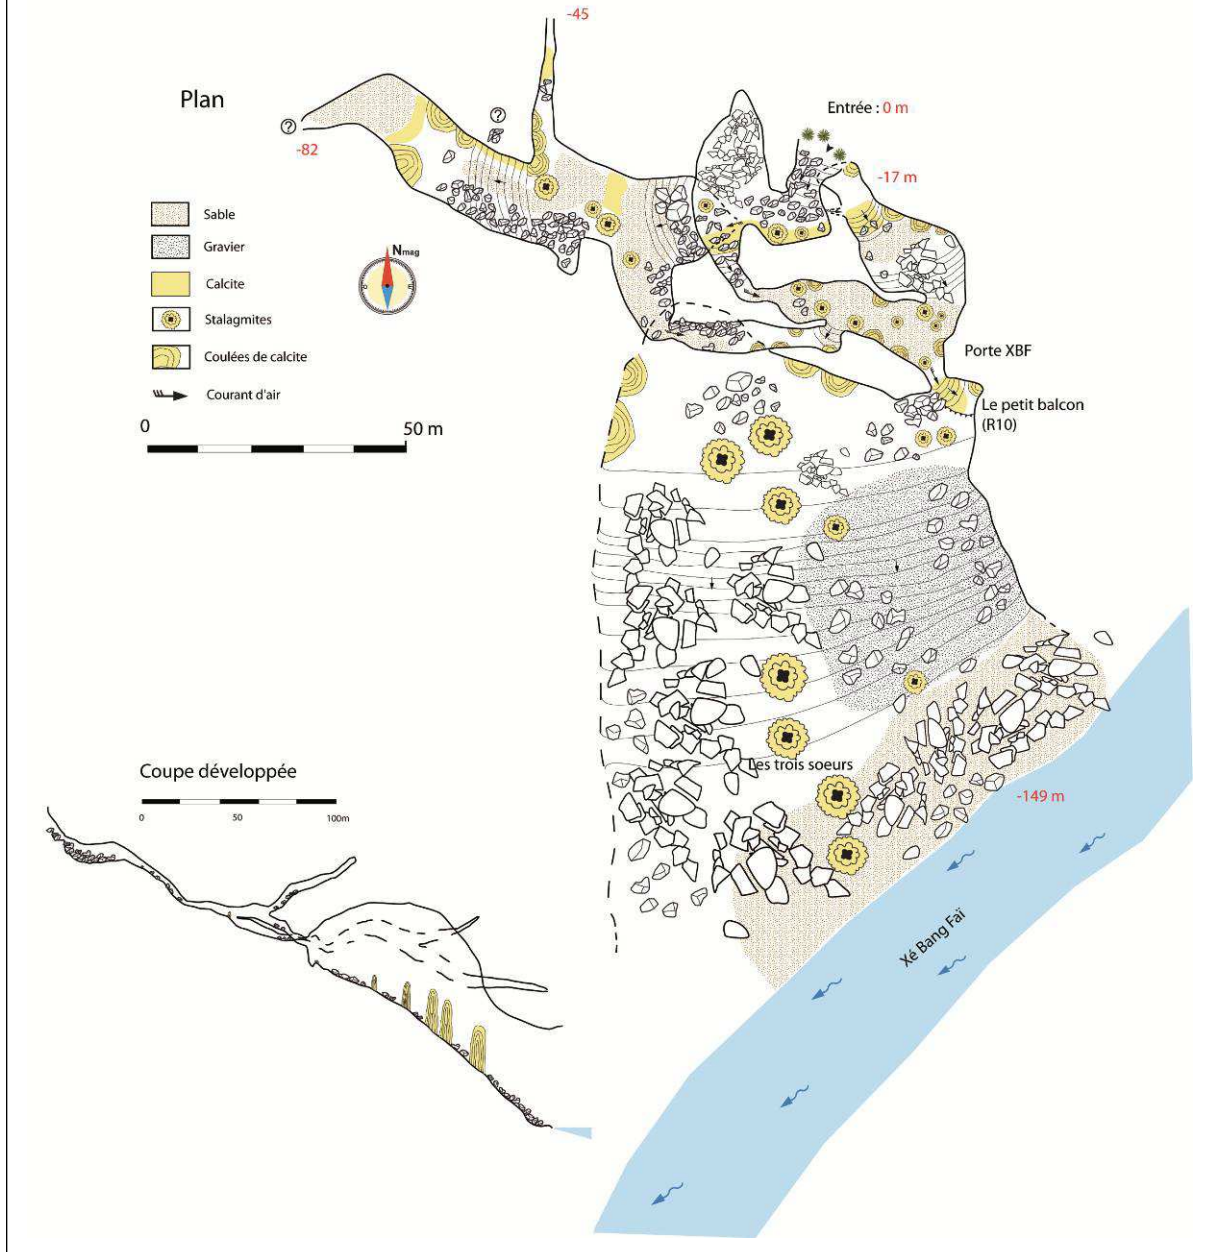 -45
Plan
Entrée : 0 m
?
?
-82
-17 m
Sable
Gravier
N mag
Calcite
Stalagmites
Porte XBF
Coulées de calcite
Courant d'air
Le petit balcon
(R10)
0
50 m
Les trois soeurs
Coupe développée
-149 m
0
50
100m
Xé Bang Faï